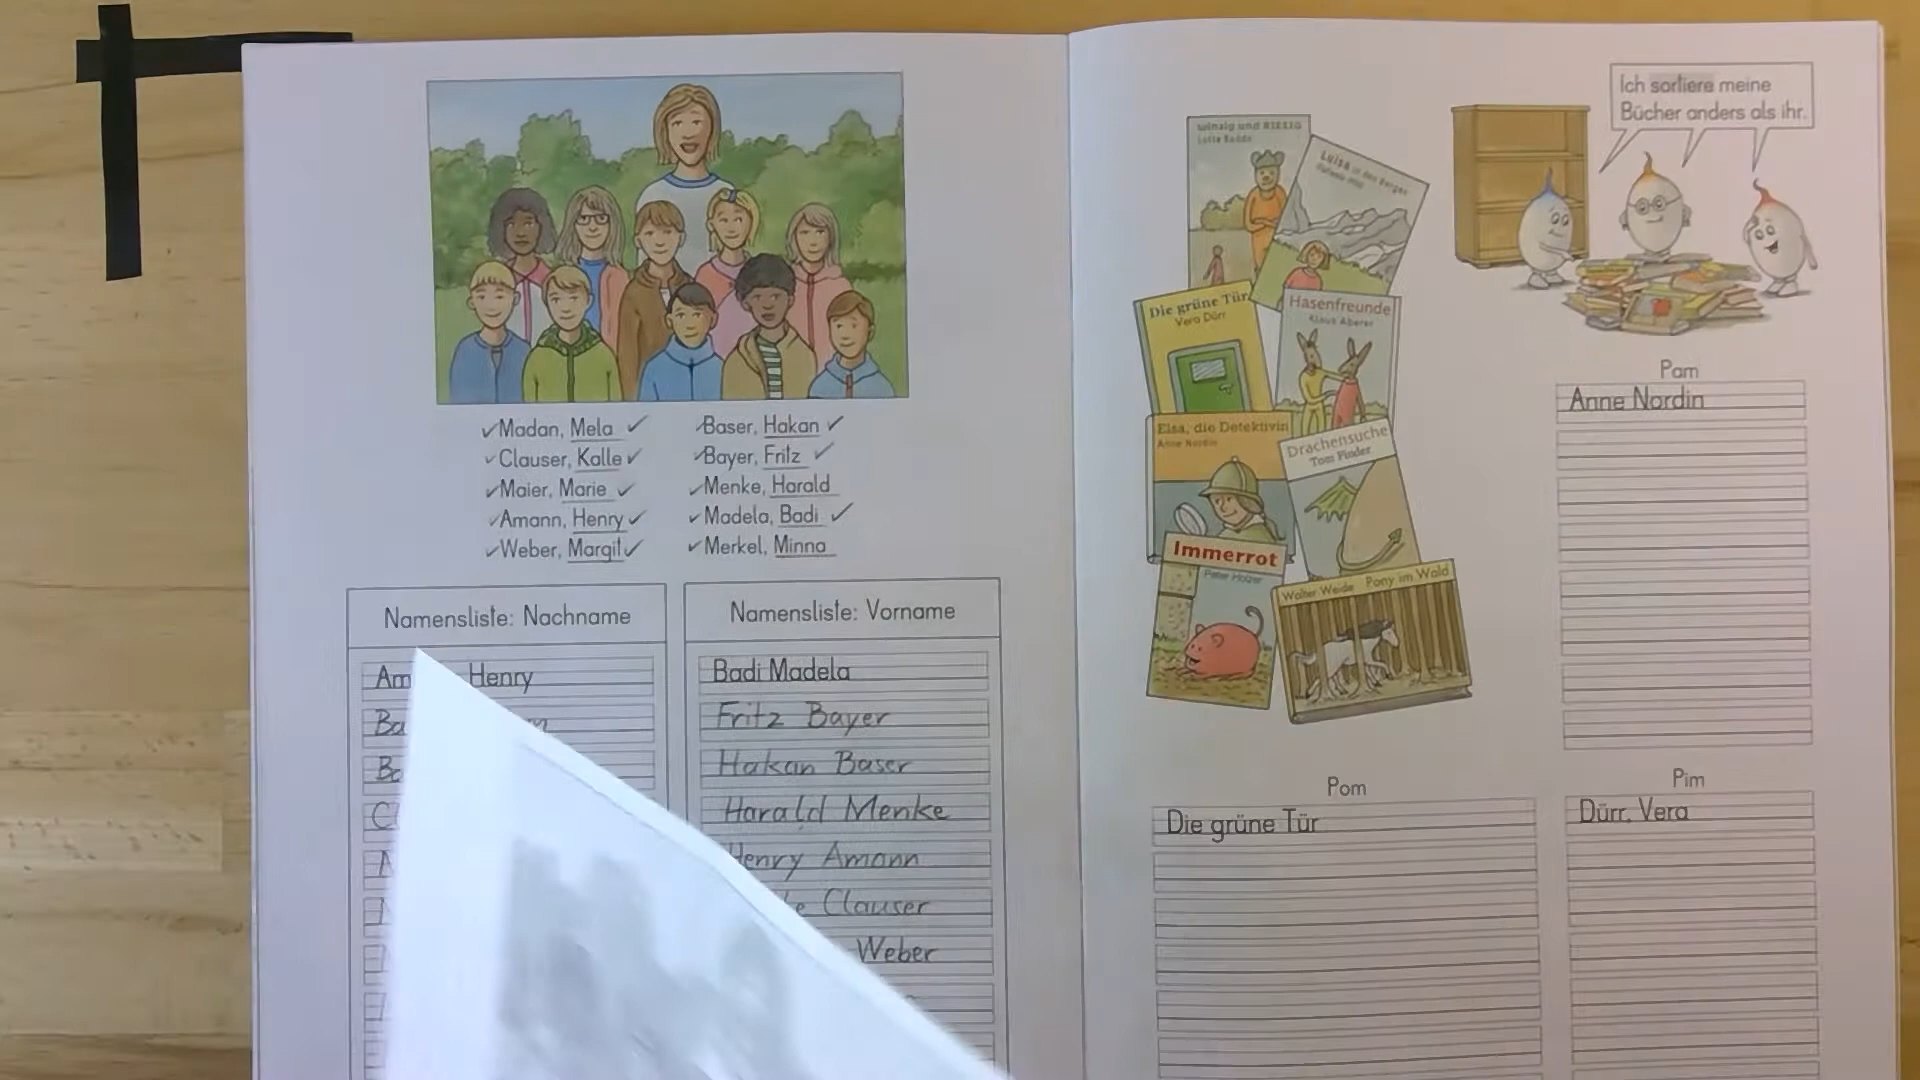 ✓Madan, Mela ✓
✓Clauser, Kalle ✓
✓Maier, Marie ✓
✓Amann, Henry ✓
✓Weber, Margit ✓
✓Baser, Hakan ✓
✓Bayer, Fritz ✓
✓Menke, Harald
✓Madela, Badi ✓
✓Merkel, Minna
Namensliste: Nachname
Henry
Namensliste: Vorname
Badi Madela
Fritz Bayer
Hakan Baser
Harald Menke
Henry Amann
Clauser
Weber
Ich sortiere meine
Bücher anders als ihr.
winzig und RIESIG
Luisa in den Bergen
Die grüne Tür
Vera Dürr
Hasenfreunde
Klaus Aberer
Elsa, die Detektivin
Anne Nordin
Drachensuche
Tom Finder
Immerrot
Peter Holzer
Walter Weide Pony im Wald
Pam
Anne Nordin
Pom
Die grüne Tür
Pim
Dürr, Vera